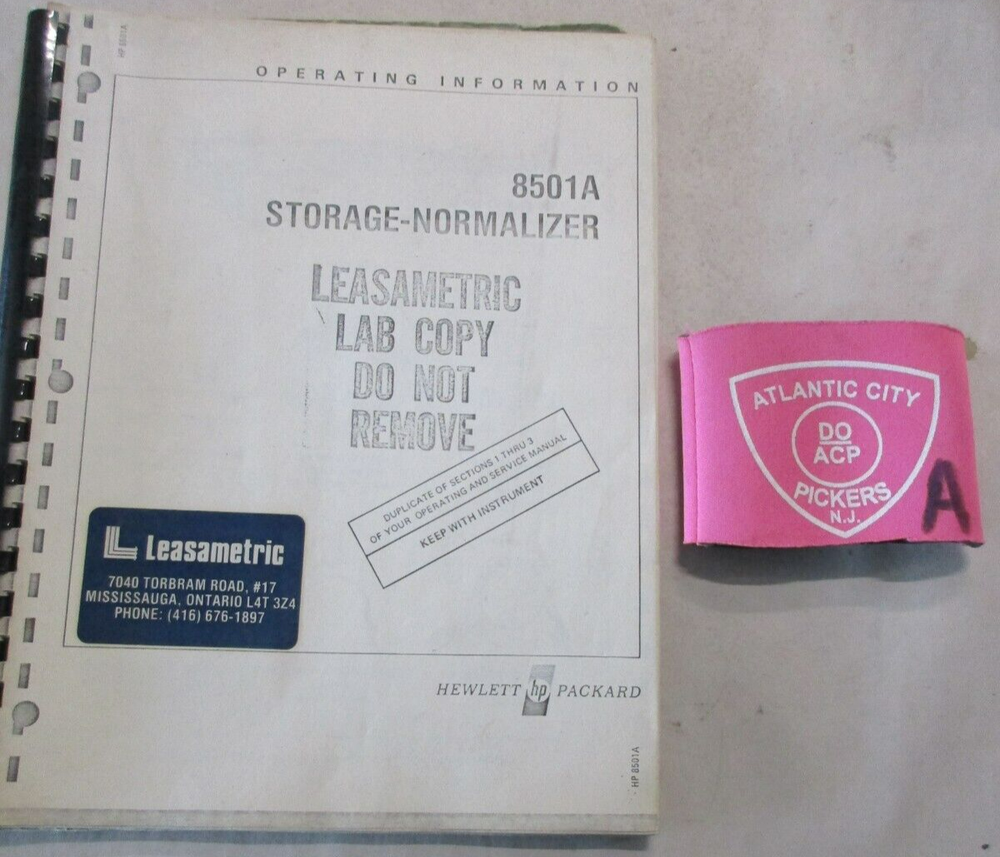 HP 8501A
OPERATING INFORMATION
8501A
STORAGE-NORMALIZER
LEASAMETRIC
LAB COPY
DO NOT
REMOVE
DUPLICATE OF SECTIONS 1 THRU 3
OF YOUR OPERATING AND SERVICE MANUAL
KEEP WITH INSTRUMENT
Leasametric
7040 TORBRAM ROAD, #17
MISSISSAUGA, ONTARIO L4T 3Z4
PHONE: (416) 676-1897
HEWLETT hp PACKARD
HP 8501A
ATLANTIC CITY
DO
ACP
PICKERS
N.J.
A